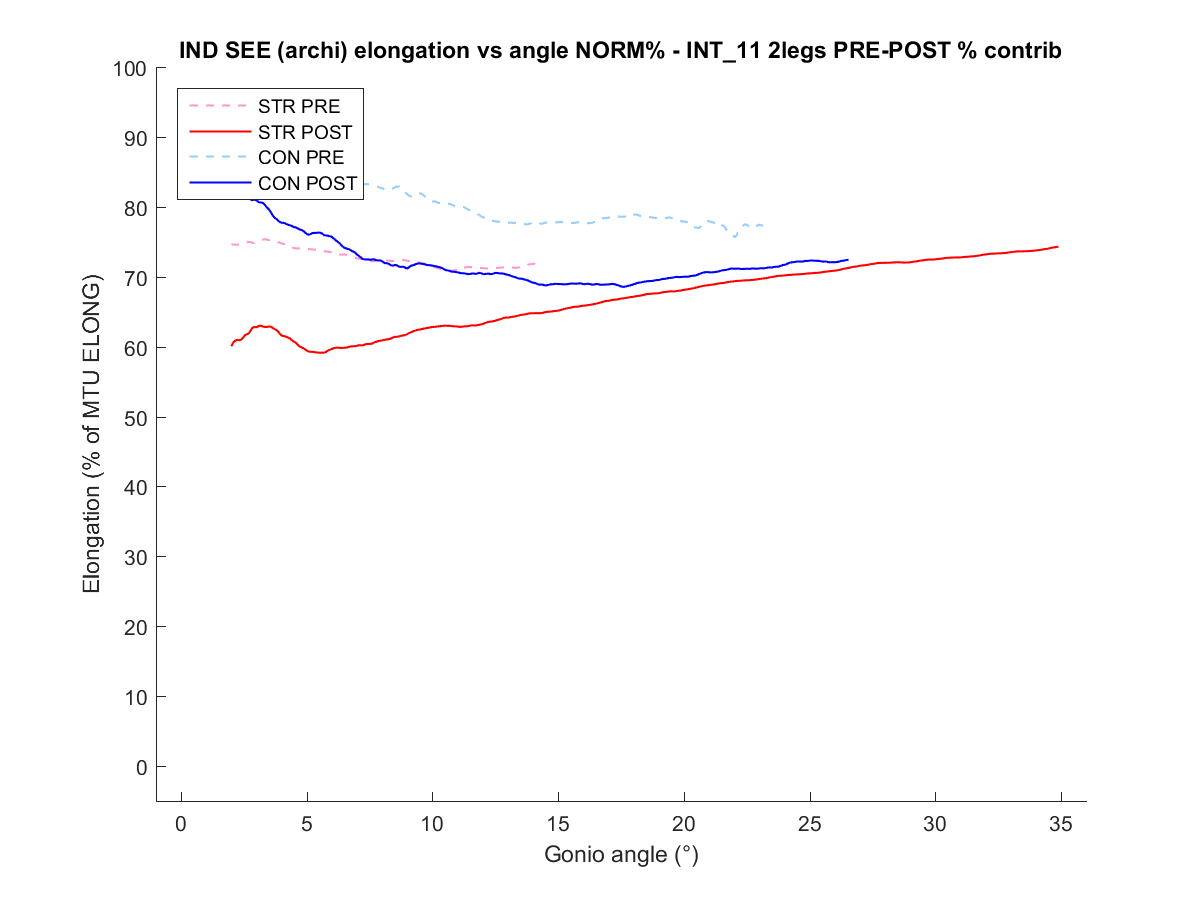 IND SEE (archi) elongation vs angle NORM% - INT_11 2legs PRE-POST % contrib
100
90
80
70
60
50
40
30
20
10
0
Elongation (% of MTU ELONG)
STR PRE
STR POST
CON PRE
CON POST
0 5 10 15 20 25 30 35
Gonio angle (°)